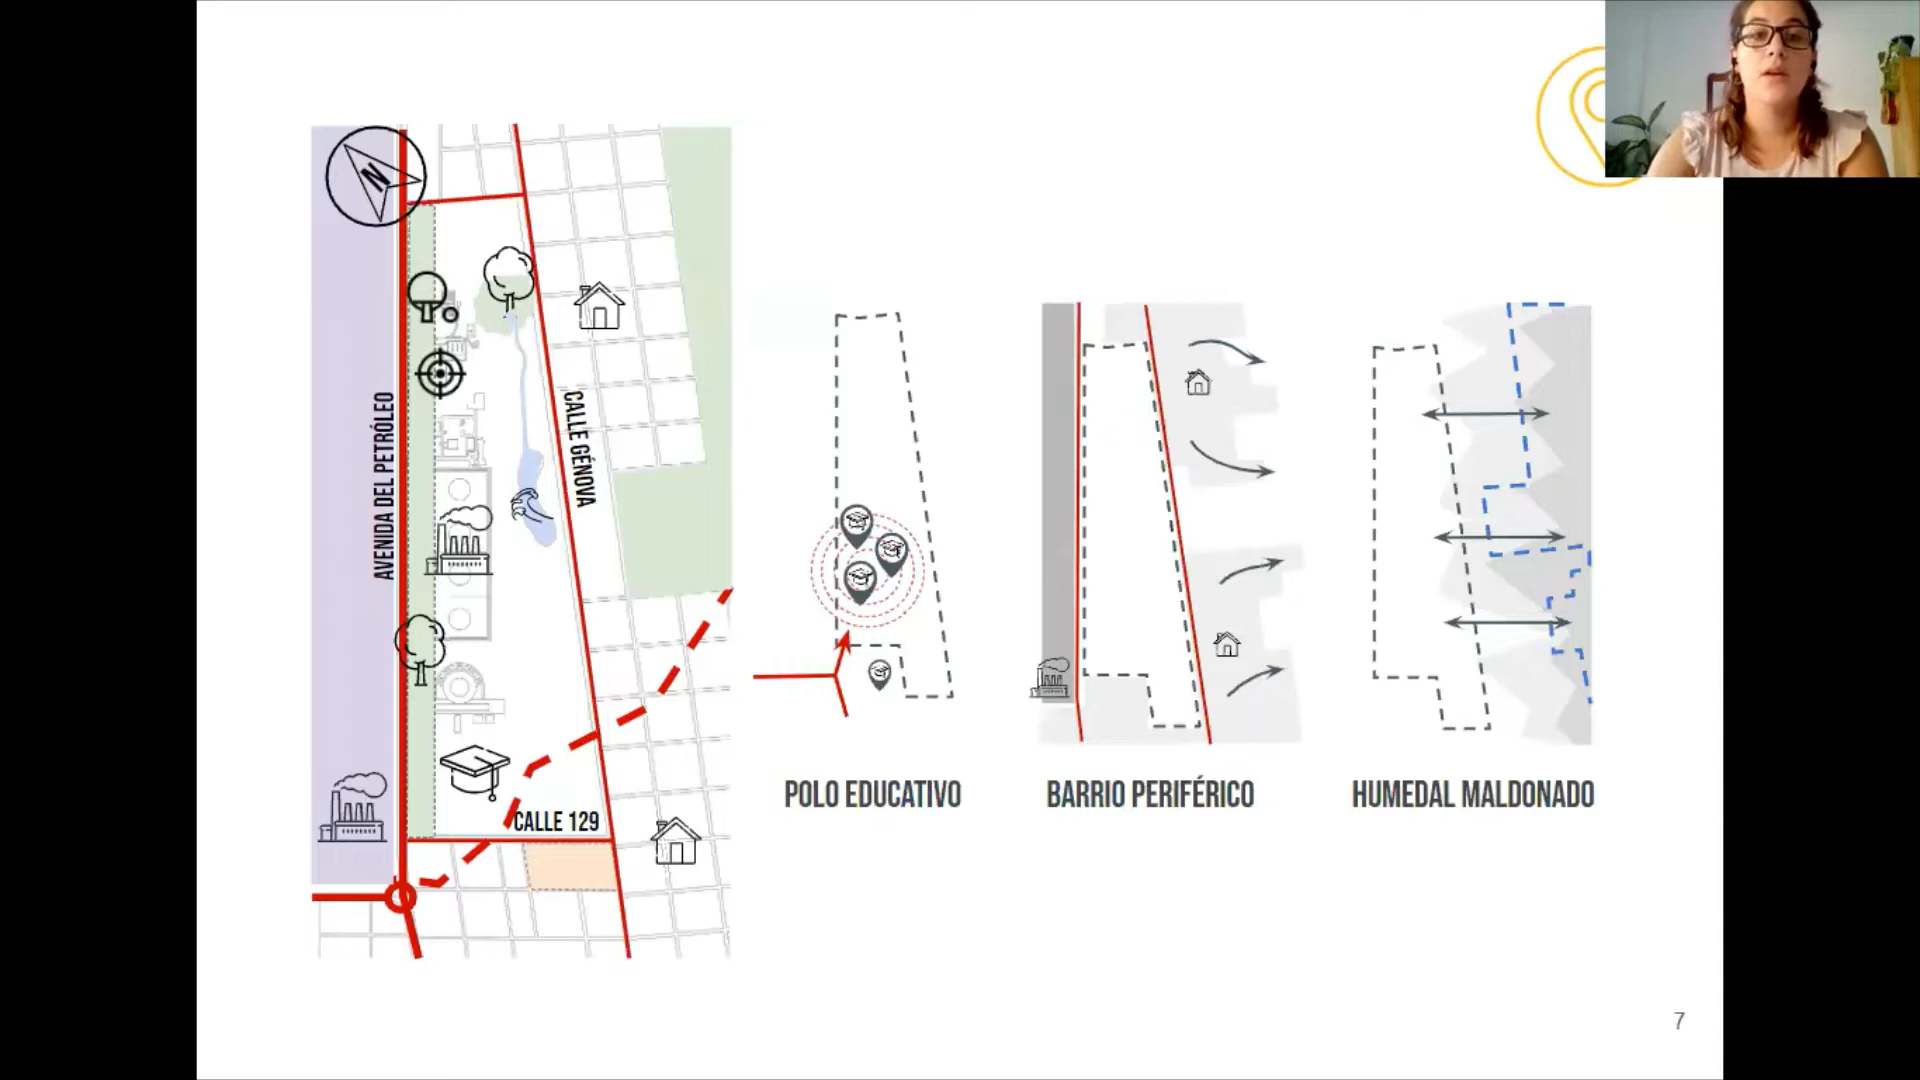 N
AVENIDA DEL PETRÓLEO
CALLE GÉNOVA
CALLE 129
POLO EDUCATIVO
BARRIO PERIFÉRICO
HUMEDAL MALDONADO
7